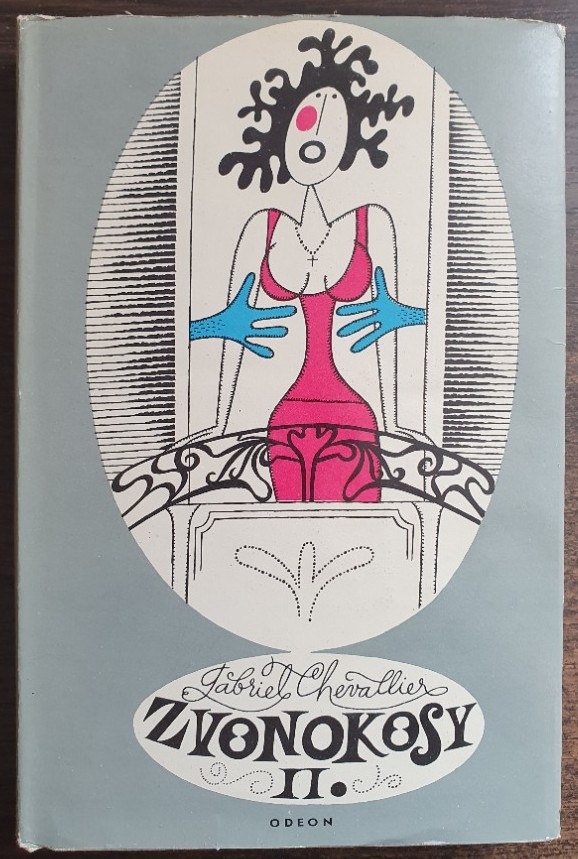 Gabriel Chevallier
ZVONOKOSY
II.
ODEON